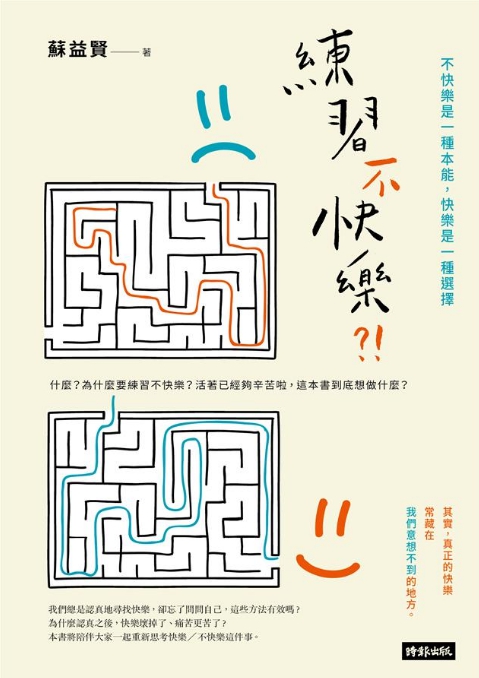 蘇益賢 著
練習不快樂?!
不快樂是一種本能，快樂是一種選擇
什麼？為什麼要練習不快樂？活著已經夠辛苦啦，這本書到底想做什麼？
其實，真正的快樂
常藏在
我們意想不到的地方。
我們總是認真地尋找快樂，卻忘了問問自己，這些方法有效嗎？
為什麼認真之後，快樂壞掉了、痛苦更苦了？
本書將陪伴大家一起重新思考快樂／不快樂這件事。
時報出版